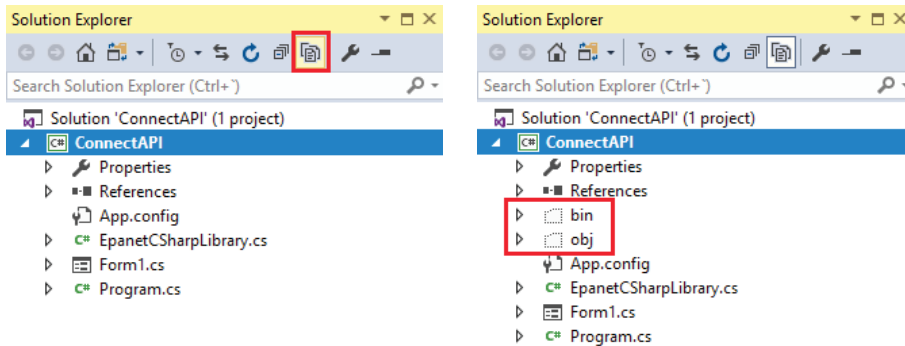 Solution Explorer
Search Solution Explorer (Ctrl+`)
Solution 'ConnectAPI' (1 project)
C# ConnectAPI
Properties
References
App.config
C# EpanetCSharpLibrary.cs
Form1.cs
C# Program.cs
Solution Explorer
Search Solution Explorer (Ctrl+`)
Solution 'ConnectAPI' (1 project)
C# ConnectAPI
Properties
References
bin
obj
App.config
C# EpanetCSharpLibrary.cs
Form1.cs
C# Program.cs